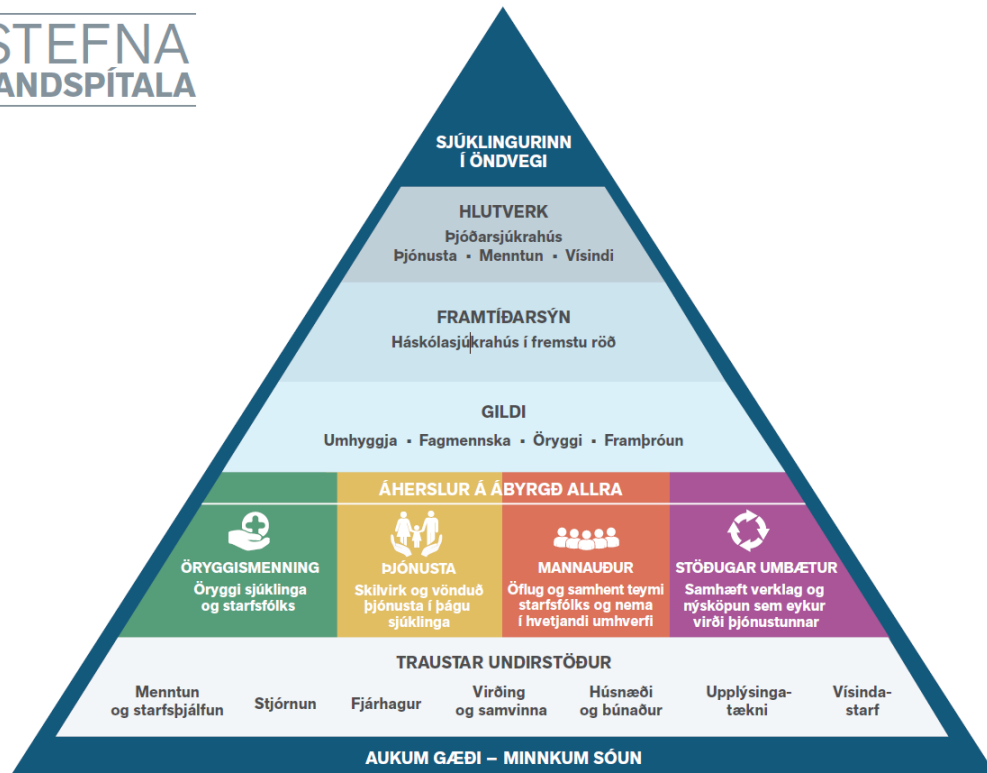 STEFNA
ANDSPÍTALA
SJÚKLINGURINN
Í ÖNDVEGI
HLUTVERK
Þjóðarsjúkrahús
Þjónusta ▪ Menntun ▪ Vísindi
FRAMTÍÐARSÝN
Háskólasjúkrahús í fremstu röð
GILDI
Umhyggja ▪ Fagmennska ▪ Öryggi ▪ Framþróun
ÁHERSLUR Á ÁBYRGÐ ALLRA
ÖRYGGISMENNING
Öryggi sjúklinga
og starfsfólks
ÞJÓNUSTA
Skilvirk og vönduð
þjónusta í þágu
sjúklinga
MANNAUÐUR
Öflug og samhent teymi
starfsfólks og nema
í hvetjandi umhverfi
STÖÐUGAR UMBÆTUR
Samhæft verklag og
nýsköpun sem eykur
virði þjónustunnar
TRAUSTAR UNDIRSTÖÐUR
Menntun
og starfsþjálfun
Stjórnun
Fjárhagur
Virðing
og samvinna
Húsnæði
og búnaður
Upplýsinga-
tækni
Vísinda-
starf
AUKUM GÆÐI – MINNKUM SÓUN